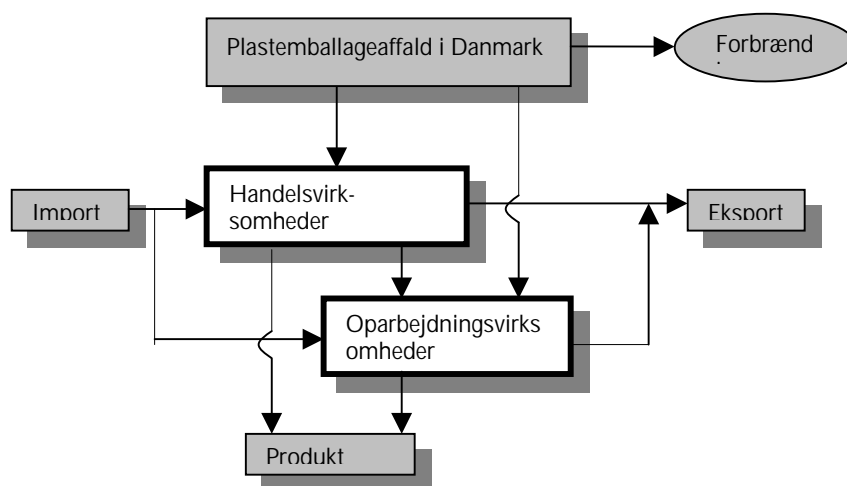 Plastemballageaffald i Danmark
Forbrænd
Handelsvirk-
somheder
Import
Eksport
Oparbejdningsvirks
omheder
Produkt